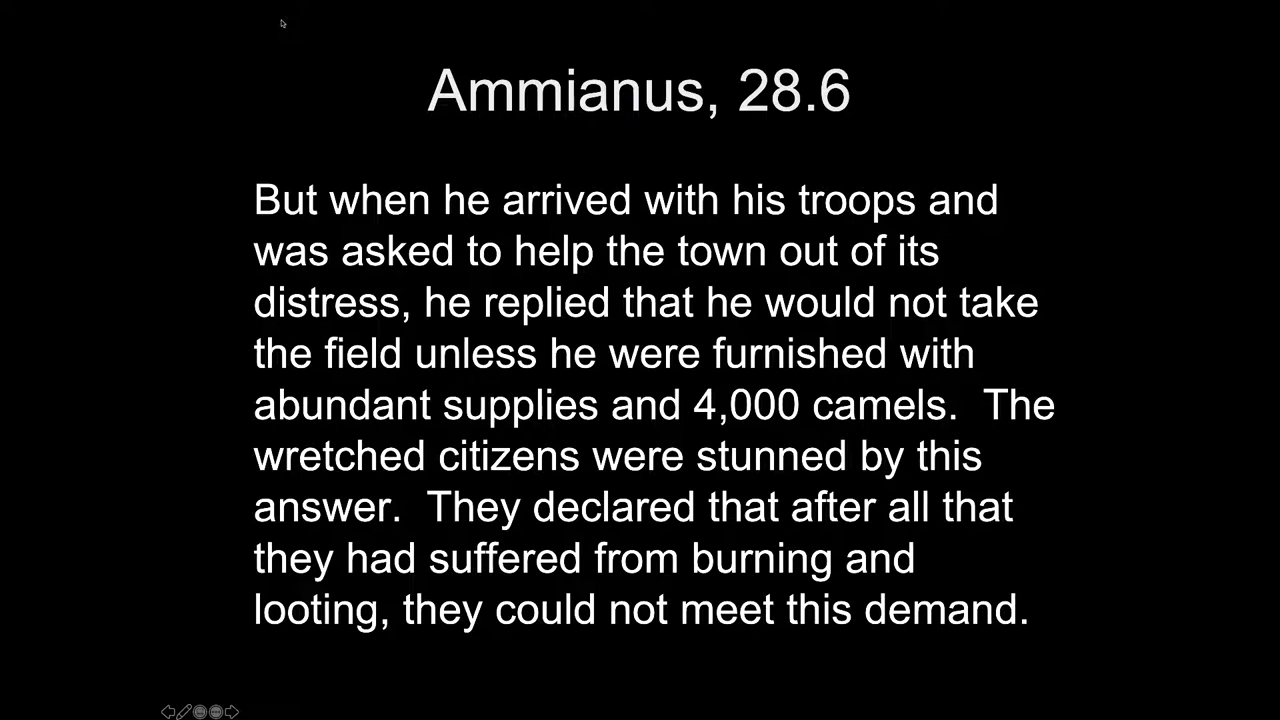 Ammianus, 28.6
But when he arrived with his troops and
was asked to help the town out of its
distress, he replied that he would not take
the field unless he were furnished with
abundant supplies and 4,000 camels.  The
wretched citizens were stunned by this
answer.  They declared that after all that
they had suffered from burning and
looting, they could not meet this demand.